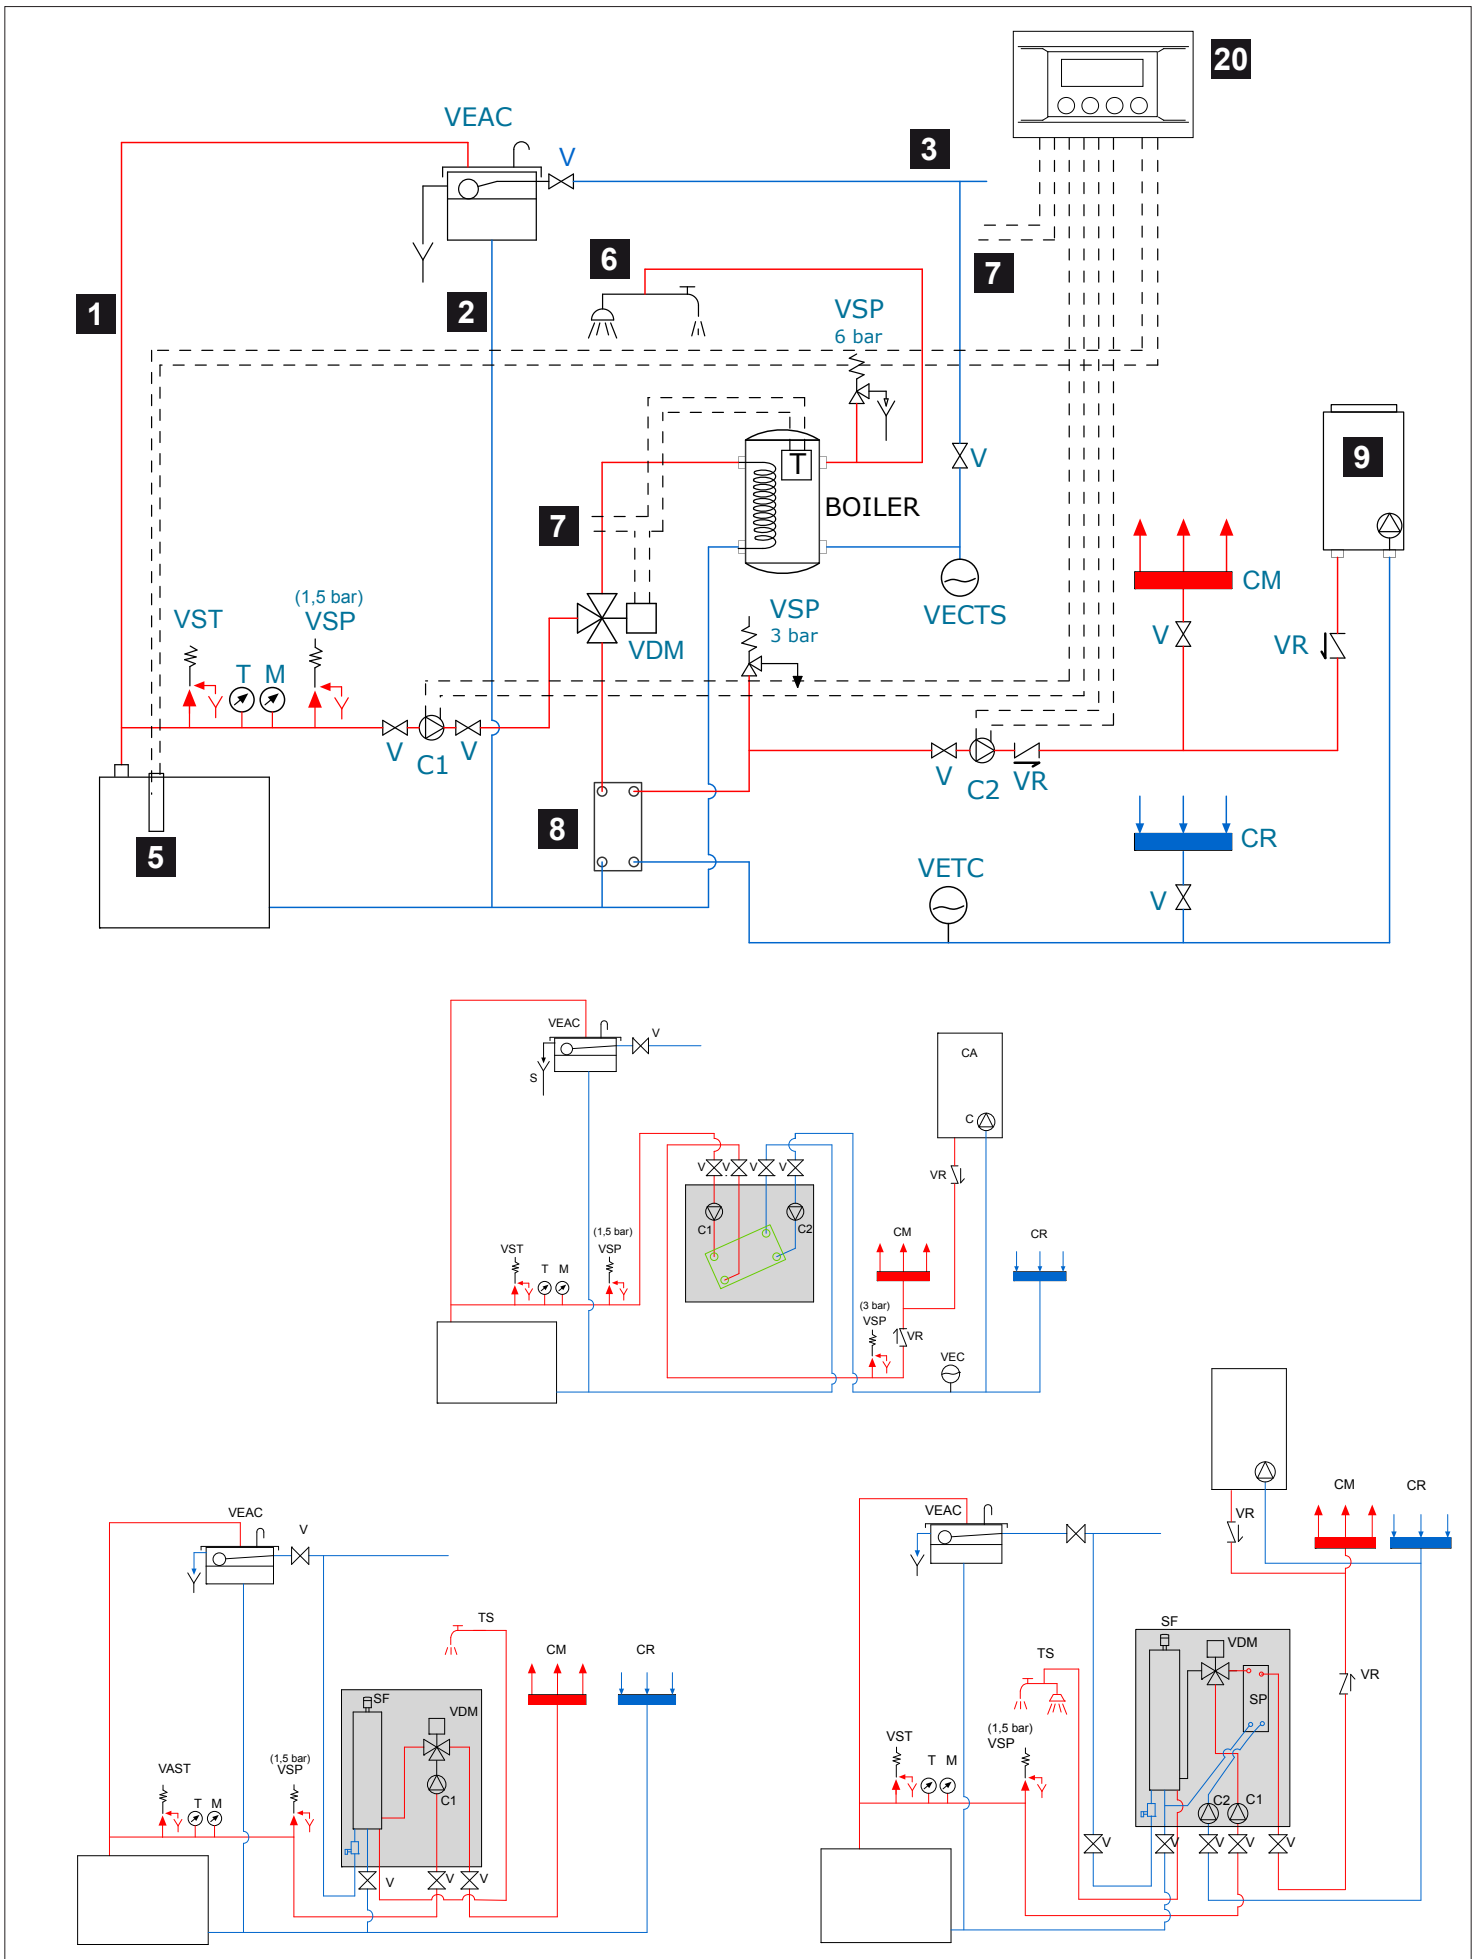 20
VEAC
V
3
7
6
1
2
VSP
6 bar
9
T
V
BOILER
7
CM
(1,5 bar)
VST
VSP
VSP
3 bar
VECTS
T M
VDM
V
VR
V
C1
V
V
C2
VR
8
5
CR
VETC
V
VEAC
V
CA
S
C
V
V
V
V
VR
C1
C2
(1,5 bar)
VST
VSP
CM
CR
T
M
(3 bar)
VSP
VR
VEC
VEAC
V
TS
CM
CR
SF
VDM
(1,5 bar)
VAST
VSP
T
M
C1
V
V
V
CM
CR
VR
VEAC
SF
VDM
TS
VR
SP
(1,5 bar)
VST
VSP
T
M
C2
C1
V
V
V
V
V